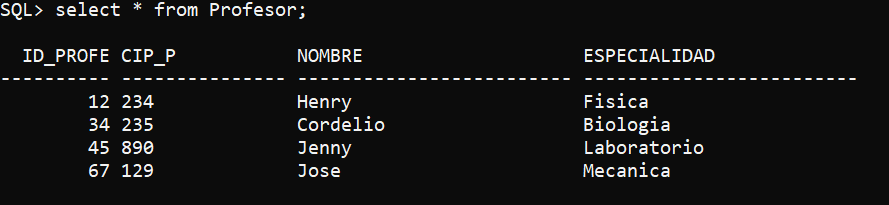 SQL> select * from Profesor;
ID_PROFE CIP_P NOMBRE ESPECIALIDAD
---------- --------------- ------------------------- -------------------------
12 234 Henry Fisica
34 235 Cordelio Biologia
45 890 Jenny Laboratorio
67 129 Jose Mecanica